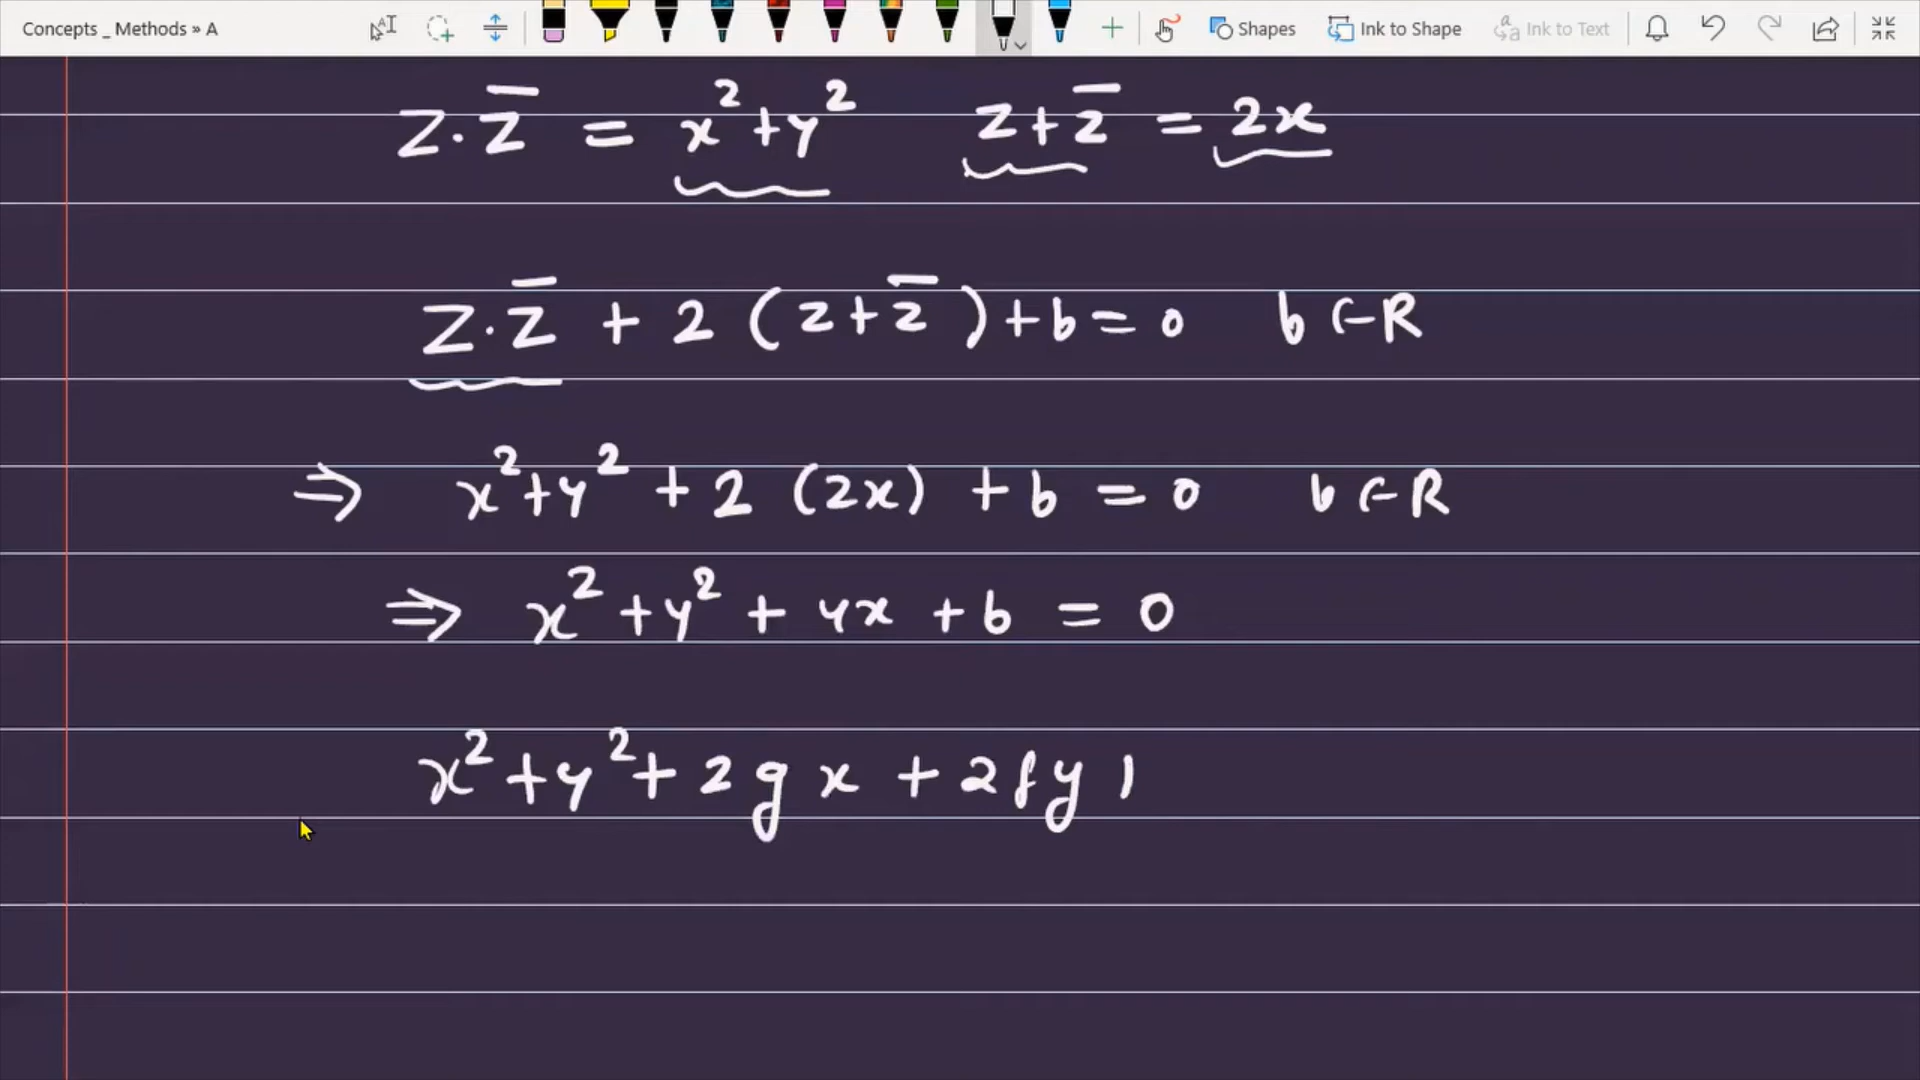 Concepts _ Methods » A
Shapes
Ink to Shape
Ink to Text
z·z̅ = x²+y² z+z̅ = 2x
z·z̅ + 2(z+z̅)+b=0 b∈R
⇒ x²+y² + 2(2x) + b = 0 b∈R
⇒ x²+y² + 4x + b = 0
x²+y²+2gx+2fy